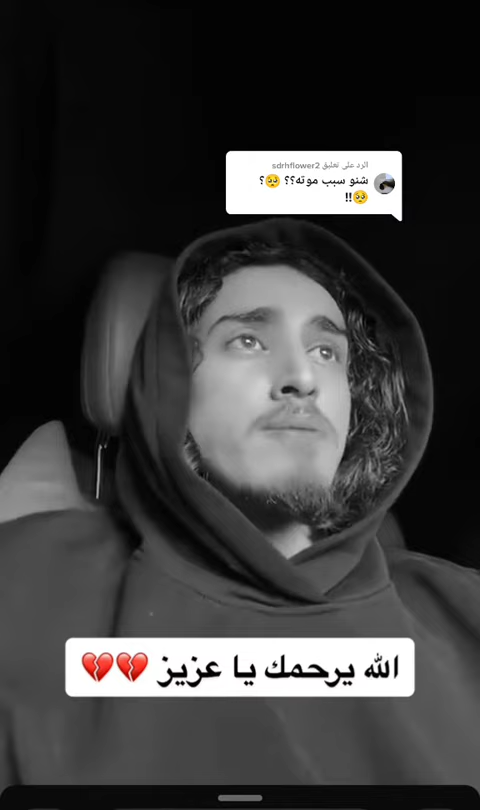 الرد على تعليق sdrhflower2
شنو سبب موته؟؟ 🥺؟
🥺!!
الله يرحمك يا عزيز 💔💔